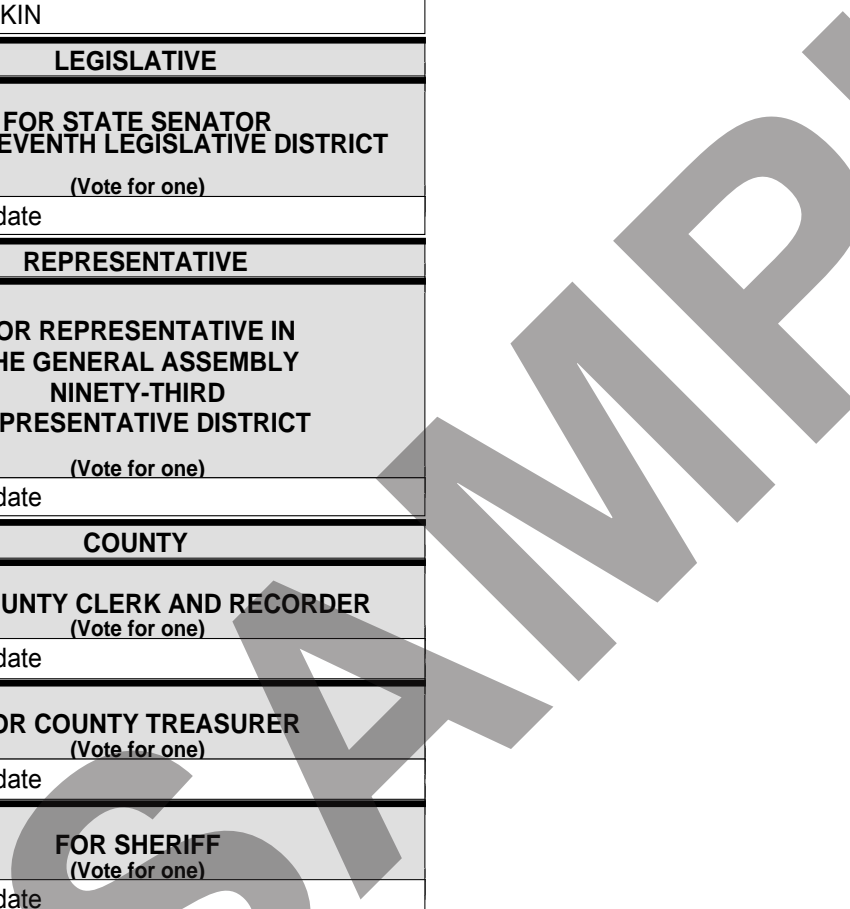 KIN
LEGISLATIVE
FOR STATE SENATOR
EVENTH LEGISLATIVE DISTRICT
(Vote for one)
date
REPRESENTATIVE
OR REPRESENTATIVE IN
HE GENERAL ASSEMBLY
NINETY-THIRD
PRESENTATIVE DISTRICT
(Vote for one)
date
COUNTY
UNTY CLERK AND RECORDER
(Vote for one)
date
OR COUNTY TREASURER
(Vote for one)
date
FOR SHERIFF
(Vote for one)
date
SAMP